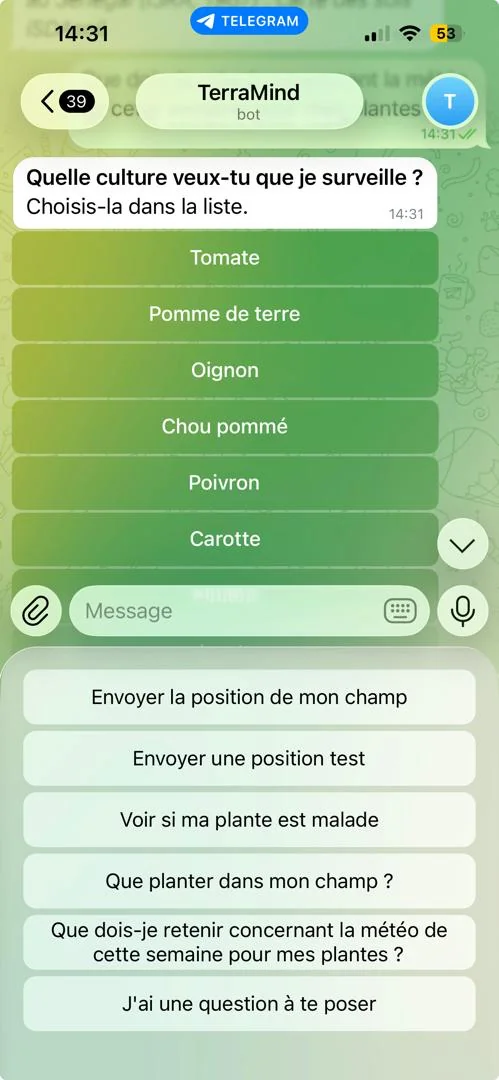 14:31
TELEGRAM
53
39
TerraMind
bot
T
14:31
Quelle culture veux-tu que je surveille ?
Choisis-la dans la liste.
14:31
Tomate
Pomme de terre
Oignon
Chou pommé
Poivron
Carotte
Message
Envoyer la position de mon champ
Envoyer une position test
Voir si ma plante est malade
Que planter dans mon champ ?
Que dois-je retenir concernant la météo de
cette semaine pour mes plantes ?
J'ai une question à te poser